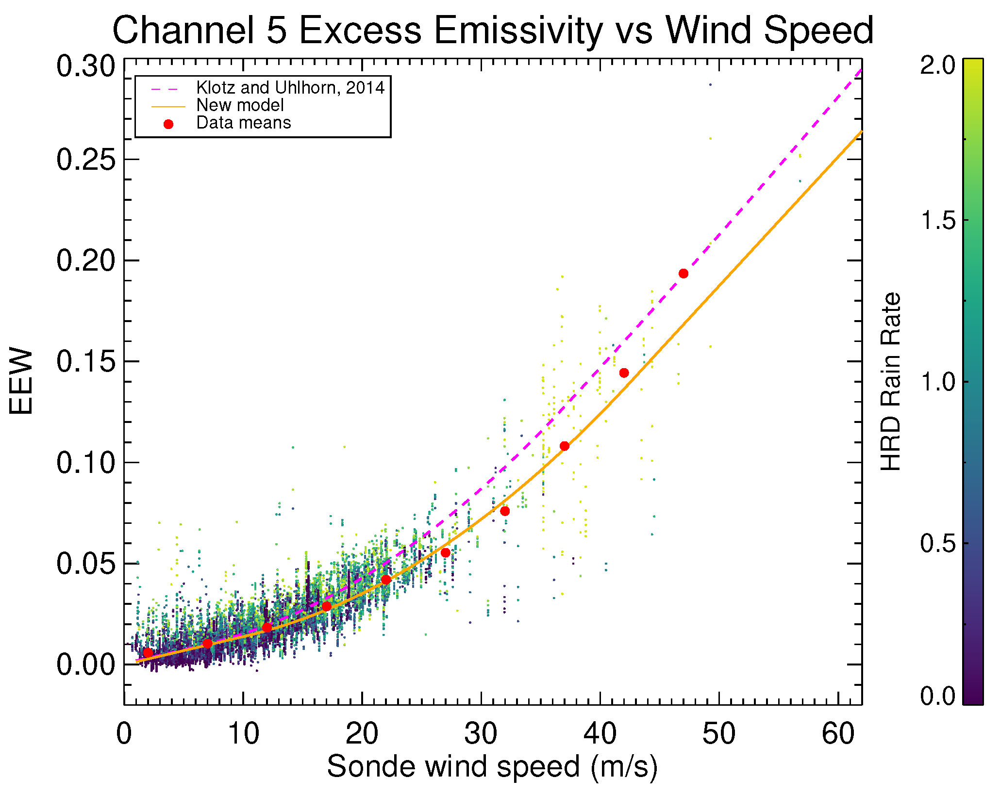 Channel 5 Excess Emissivity vs Wind Speed
Klotz and Uhlhorn, 2014
New model
Data means
EEW
0.30
0.25
0.20
0.15
0.10
0.05
0.00
0 10 20 30 40 50 60
Sonde wind speed (m/s)
HRD Rain Rate
2.0
1.5
1.0
0.5
0.0